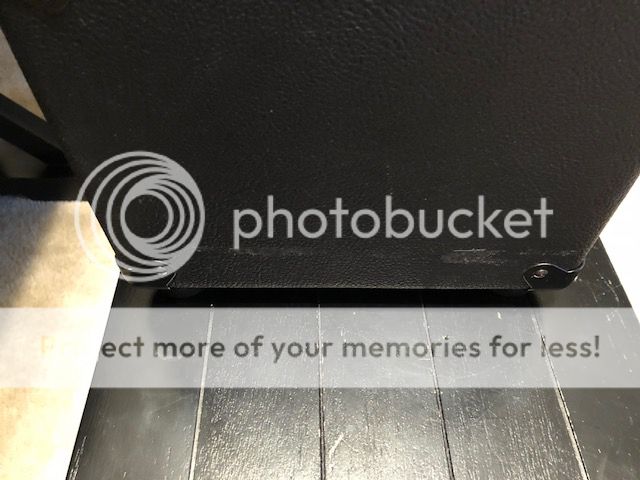 photobucket
Protect more of your memories for less!